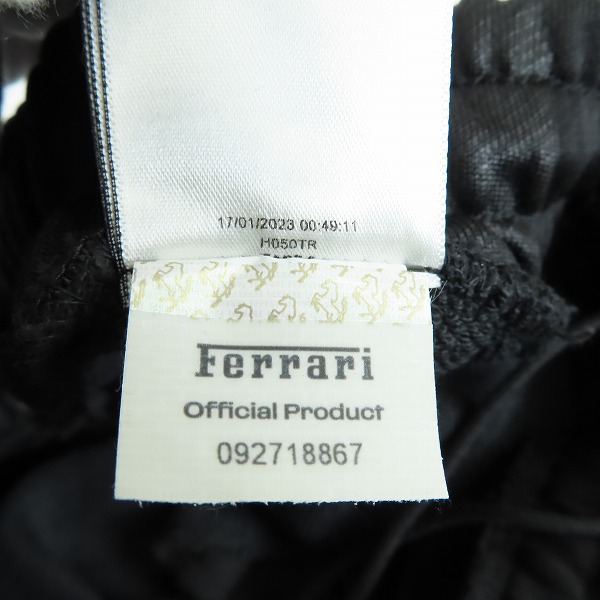 17/01/2023 00:49:11
H050TR
Ferrari
Official Product
092718867